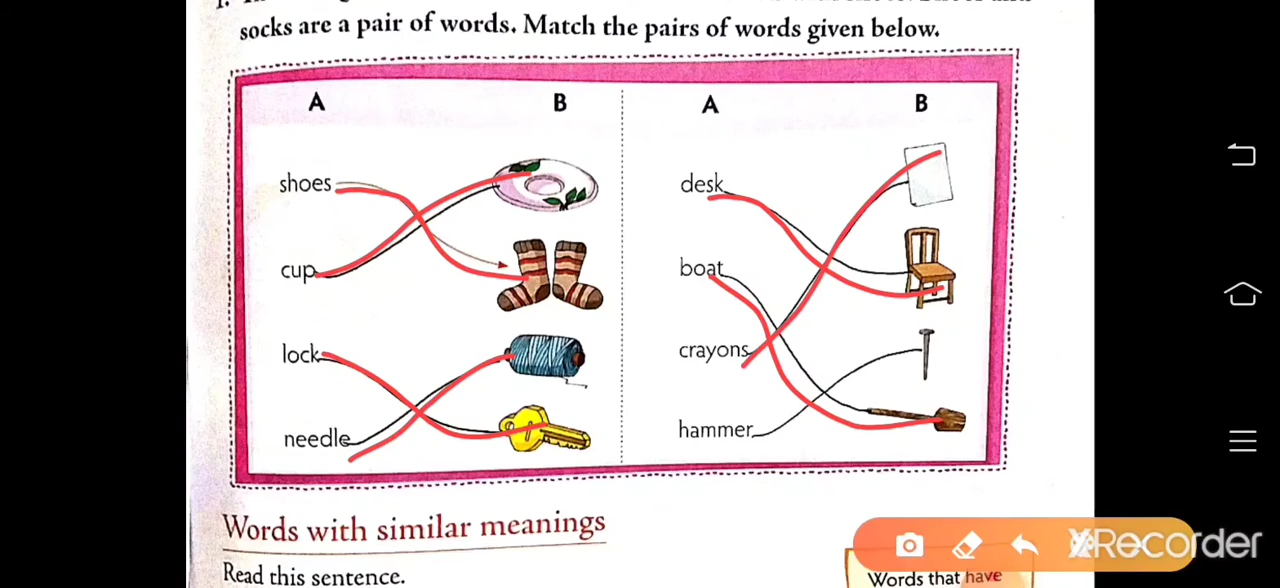 socks are a pair of words. Match the pairs of words given below.
A
B
shoes
cup
lock
needle
A
B
desk
boat
crayons
hammer
Words with similar meanings
Read this sentence.
Words that have
XRecorder